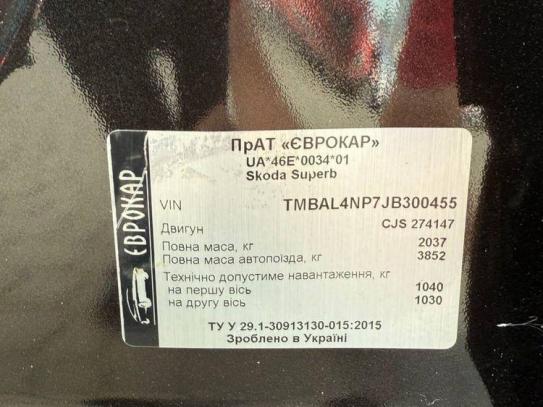 ПрАТ «ЄВРОКАР»
UA*46E*0034*01
Skoda Superb
ЄВРОКАР
VIN TMBAL4NP7JB300455
Двигун CJS 274147
Повна маса, кг 2037
Повна маса автопоїзда, кг 3852
Технічно допустиме навантаження, кг
на першу вісь 1040
на другу вісь 1030
ТУ У 29.1-30913130-015:2015
Зроблено в Україні